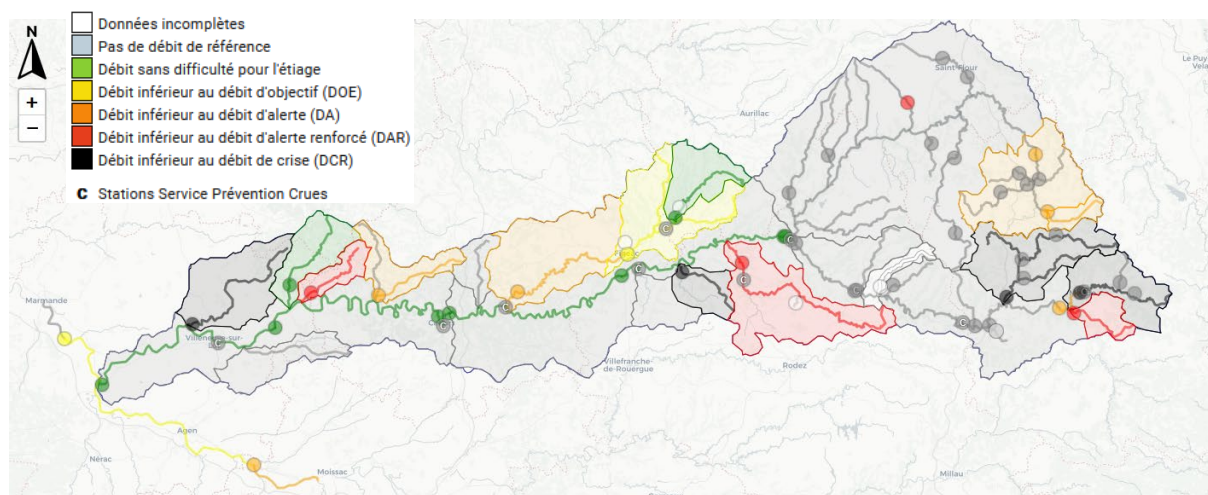 Données incomplètes
Pas de débit de référence
Débit sans difficulté pour l'étiage
Débit inférieur au débit d'objectif (DOE)
Débit inférieur au débit d'alerte (DA)
Débit inférieur au débit d'alerte renforcé (DAR)
Débit inférieur au débit de crise (DCR)
C Stations Service Prévention Crues
N
+
−
Le Puy
Saint-Flour
Aurillac
Marmande
Villeneuve-sur-
Villefranche-
de-Rouergue
Rodez
Agen
Nérac
Moissac
Millau